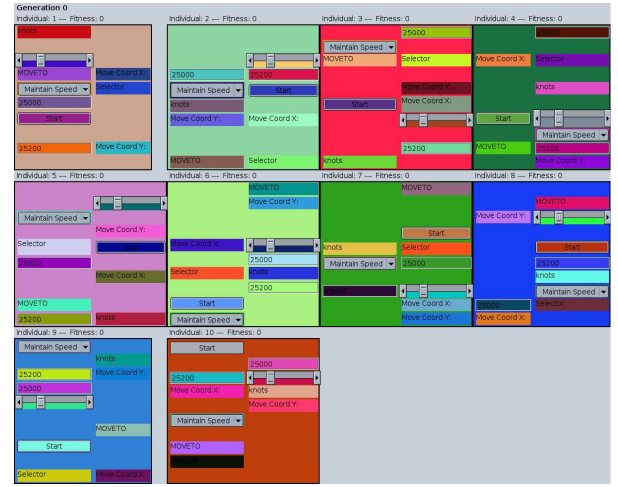 Generation 0
Individual: 1 --- Fitness: 0
knots
MOVETO Move Coord X:
Maintain Speed Selector
25000
Start
25200 Move Coord Y:
Individual: 2 --- Fitness: 0
25000 25200
Maintain Speed Start
knots
Move Coord Y: Move Coord X:
MOVETO Selector
Individual: 3 --- Fitness: 0
25000
Maintain Speed
MOVETO Selector
Move Coord Y:
Start Move Coord X:
25200
knots
Individual: 4 --- Fitness: 0
25000
Move Coord X: Selector
knots
Start
Maintain Speed
MOVETO 25200
Move Coord Y:
Individual: 5 --- Fitness: 0
Maintain Speed
Move Coord Y:
Selector Start
25000
Move Coord X:
MOVETO
25200 knots
Individual: 6 --- Fitness: 0
MOVETO
Move Coord Y:
Move Coord X:
25000
Selector knots
25200
Start
Maintain Speed
Individual: 7 --- Fitness: 0
MOVETO
Start
knots Selector
Maintain Speed 25000
25200
Move Coord X:
Move Coord Y:
Individual: 8 --- Fitness: 0
MOVETO
Move Coord Y:
Start
25200
knots
Maintain Speed
25000 Selector
Move Coord X:
Individual: 9 --- Fitness: 0
Maintain Speed
knots
25200 Move Coord Y:
25000
MOVETO
Start
Selector Move Coord X:
Individual: 10 --- Fitness: 0
Start
25000
25200
Move Coord X: knots
Move Coord Y:
Maintain Speed
MOVETO